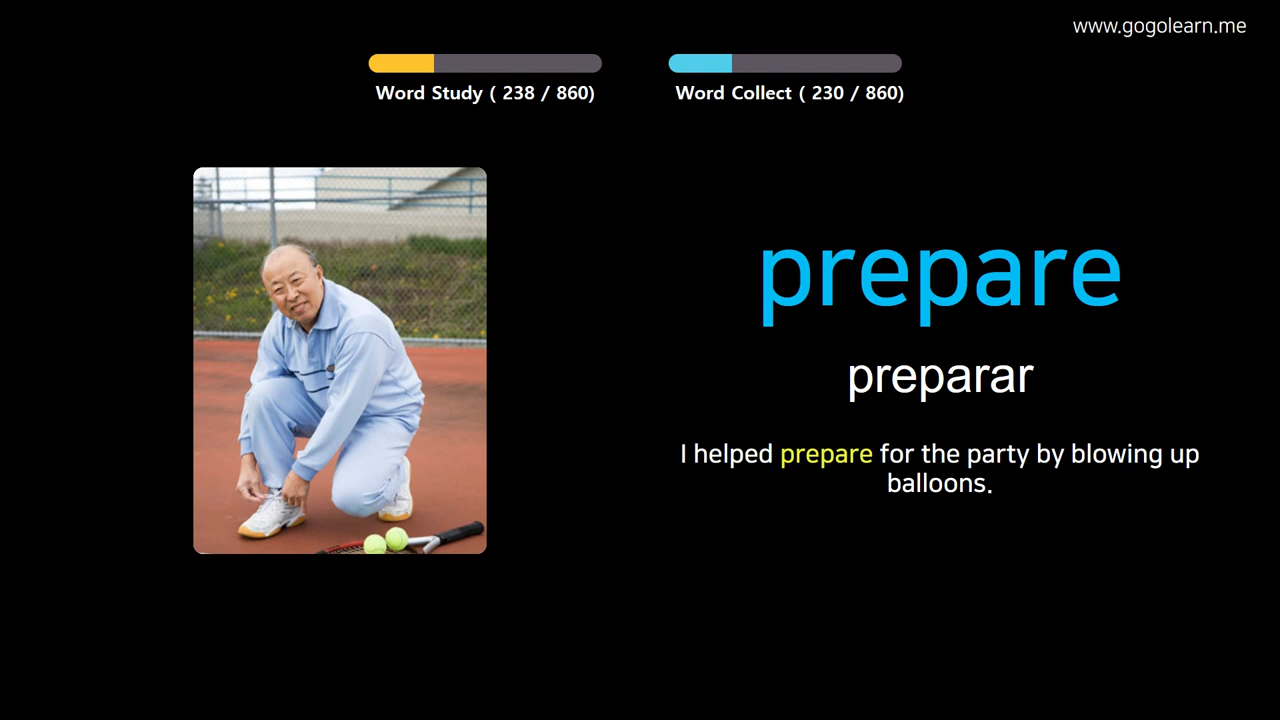 www.gogolearn.me
Word Study ( 238 / 860)
Word Collect ( 230 / 860)
prepare
preparar
I helped prepare for the party by blowing up
balloons.